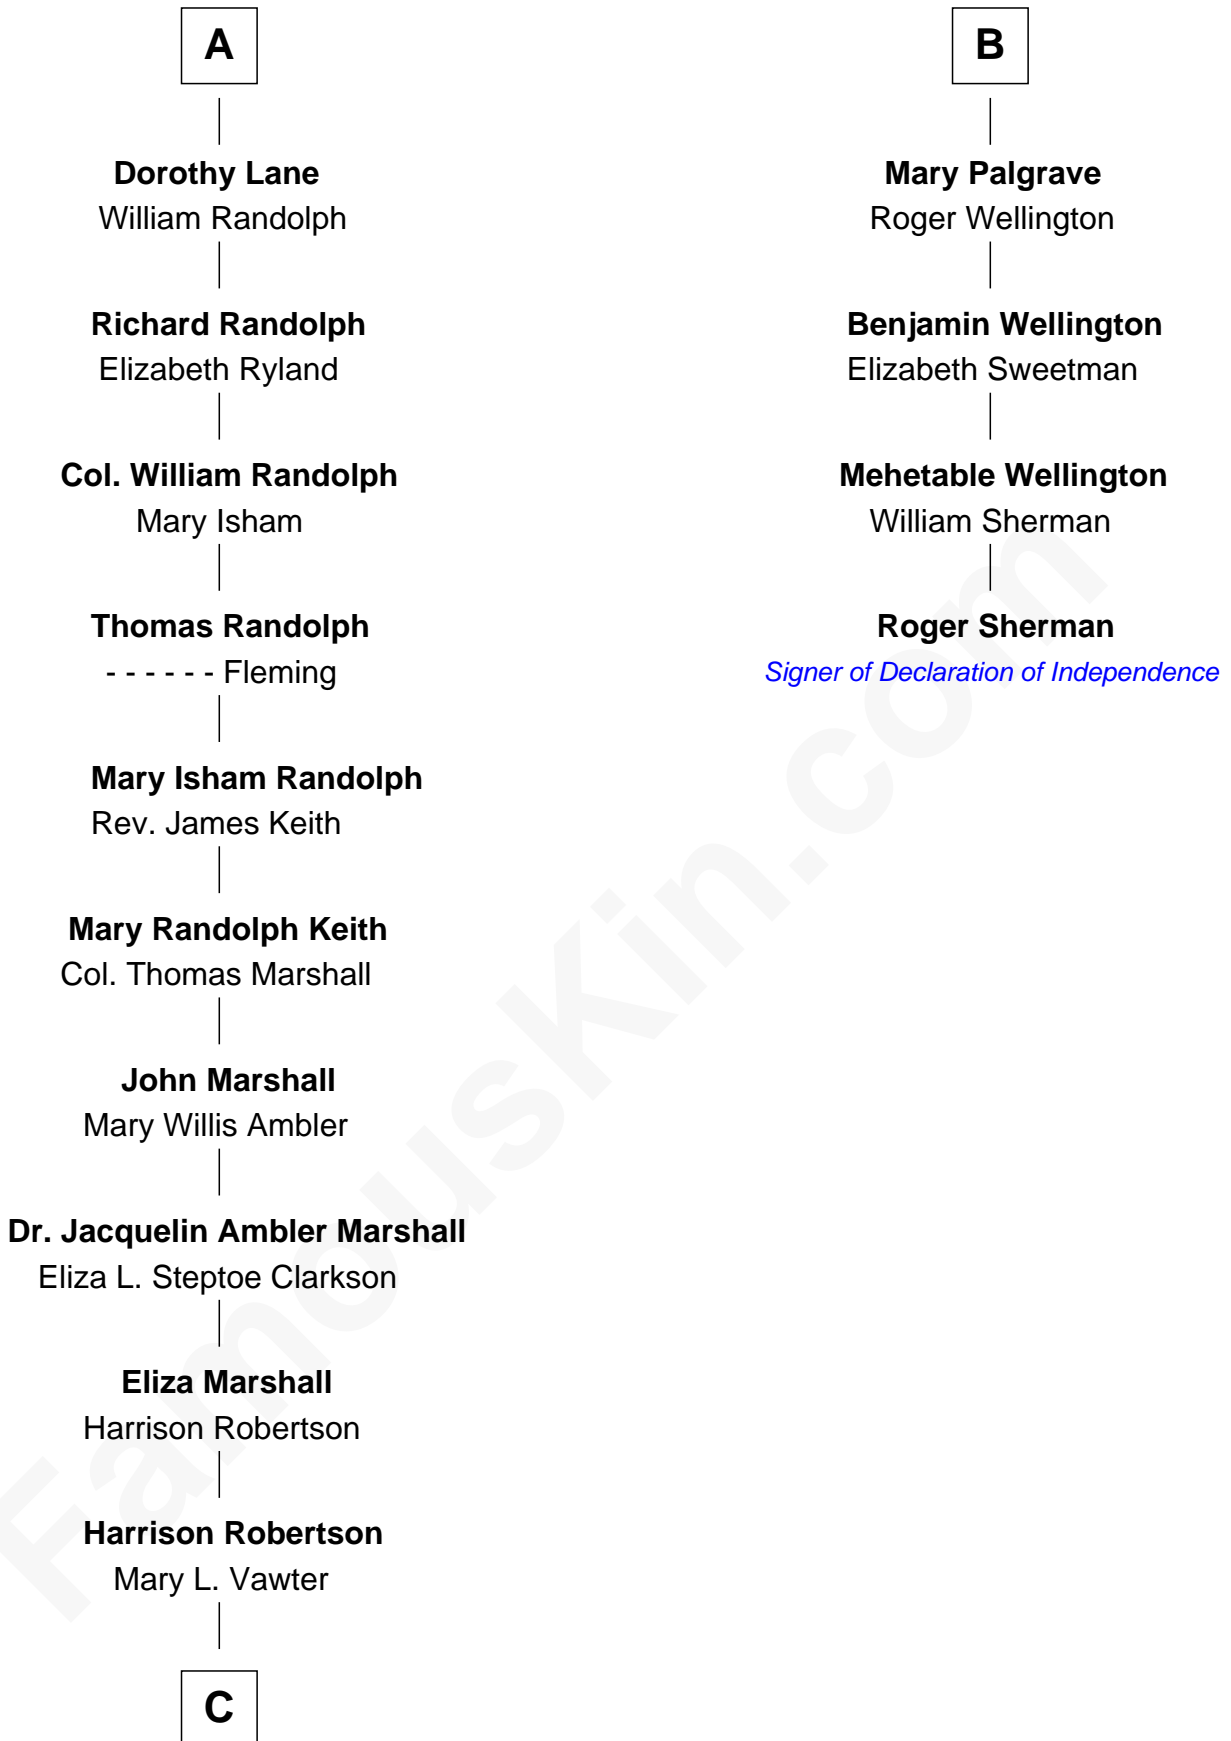 A
Dorothy Lane
William Randolph
Richard Randolph
Elizabeth Ryland
Col. William Randolph
Mary Isham
Thomas Randolph
- - - - - - Fleming
Mary Isham Randolph
Rev. James Keith
Mary Randolph Keith
Col. Thomas Marshall
John Marshall
Mary Willis Ambler
Dr. Jacquelin Ambler Marshall
Eliza L. Steptoe Clarkson
Eliza Marshall
Harrison Robertson
Harrison Robertson
Mary L. Vawter
C
B
Mary Palgrave
Roger Wellington
Benjamin Wellington
Elizabeth Sweetman
Mehetable Wellington
William Sherman
Roger Sherman
Signer of Declaration of Independence
FamousKin.com